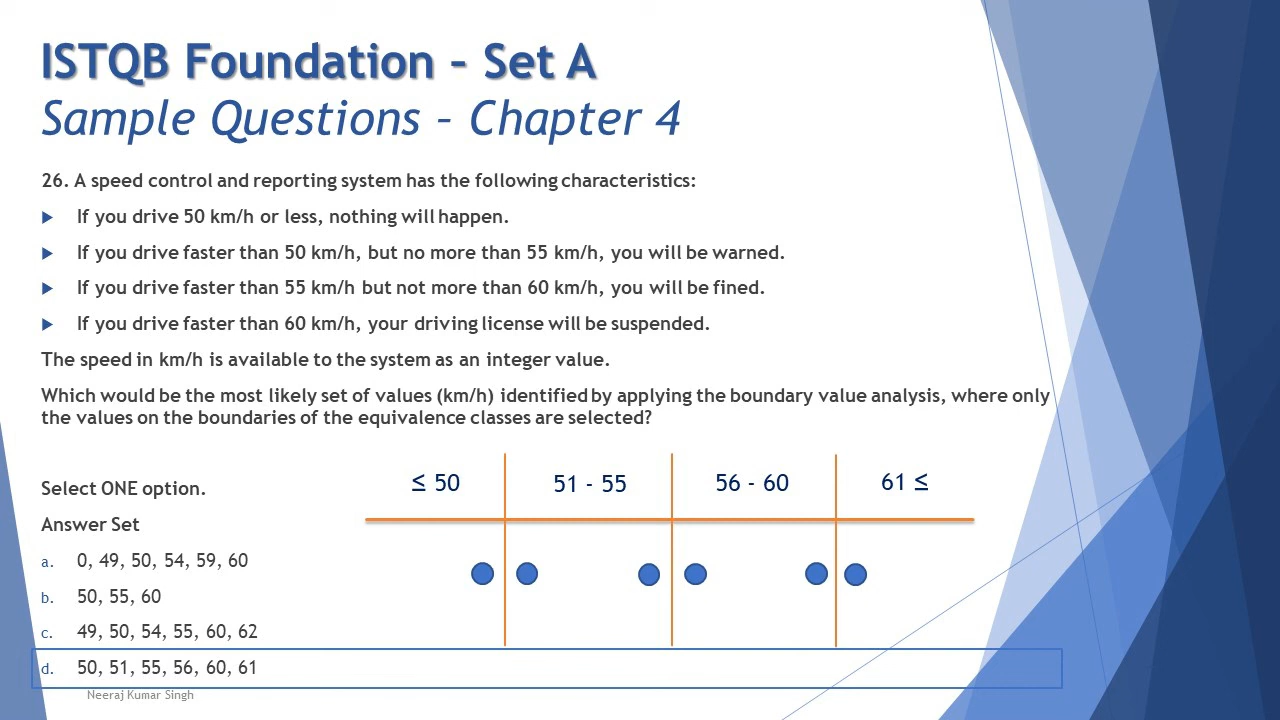 ISTQB Foundation – Set A
Sample Questions – Chapter 4
26. A speed control and reporting system has the following characteristics:
If you drive 50 km/h or less, nothing will happen.
If you drive faster than 50 km/h, but no more than 55 km/h, you will be warned.
If you drive faster than 55 km/h but not more than 60 km/h, you will be fined.
If you drive faster than 60 km/h, your driving license will be suspended.
The speed in km/h is available to the system as an integer value.
Which would be the most likely set of values (km/h) identified by applying the boundary value analysis, where only
the values on the boundaries of the equivalence classes are selected?
≤ 50 51 - 55 56 - 60 61 ≤
Select ONE option.
Answer Set
a. 0, 49, 50, 54, 59, 60
b. 50, 55, 60
c. 49, 50, 54, 55, 60, 62
d. 50, 51, 55, 56, 60, 61
Neeraj Kumar Singh